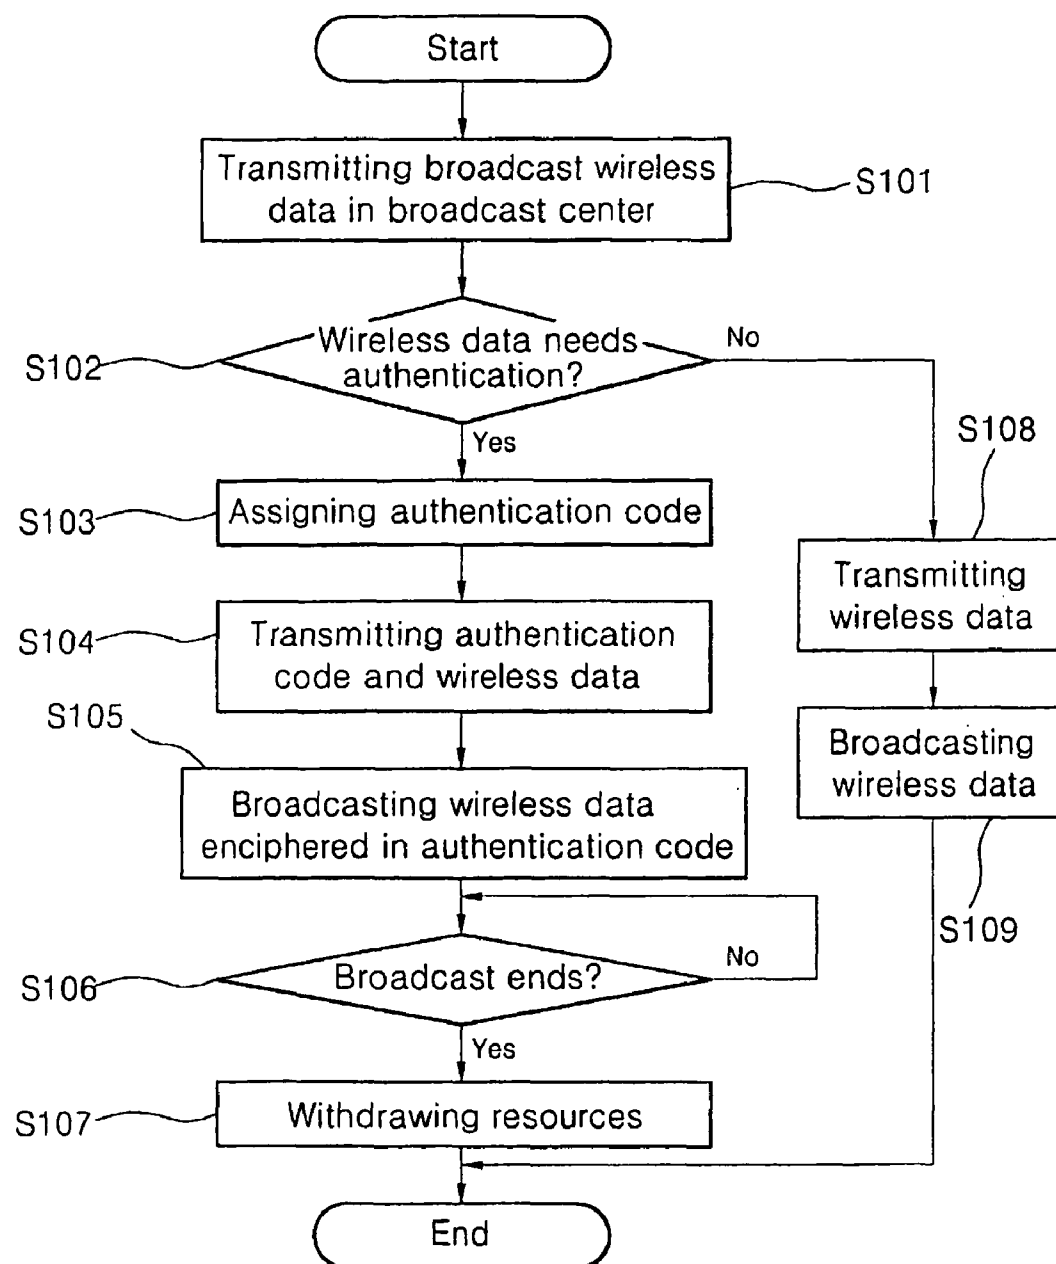 Start
Transmitting broadcast wireless
data in broadcast center
S101
Wireless data needs
authentication?
No
S102
Yes
S108
Assigning authentication code
S103
Transmitting
wireless data
Transmitting authentication
code and wireless data
S104
S105
Broadcasting
wireless data
Broadcasting wireless data
enciphered in authentication code
S109
Broadcast ends?
No
S106
Yes
Withdrawing resources
S107
End